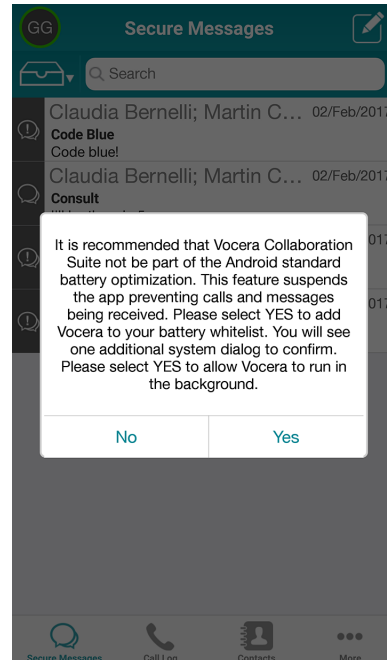 GG
Secure Messages
Search
Claudia Bernelli; Martin C... 02/Feb/2017
Code Blue
Code blue!
Claudia Bernelli; Martin C... 02/Feb/2017
Consult
It is recommended that Vocera Collaboration
Suite not be part of the Android standard
battery optimization. This feature suspends
the app preventing calls and messages
being received. Please select YES to add
Vocera to your battery whitelist. You will see
one additional system dialog to confirm.
Please select YES to allow Vocera to run in
the background.
No Yes
Secure Messages Call Log Contacts More